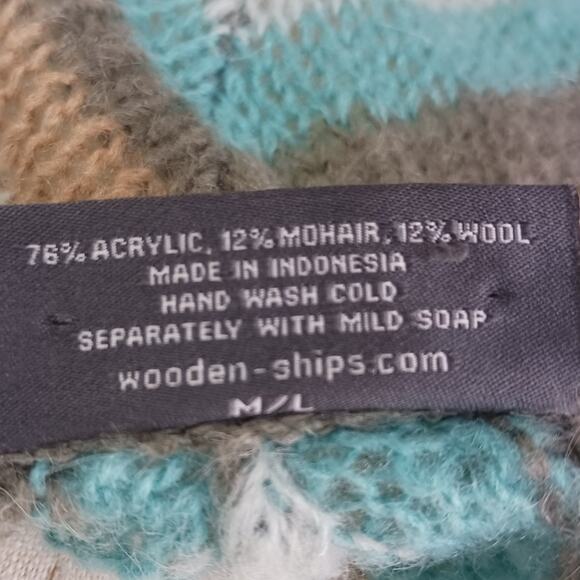 76% ACRYLIC, 12% MOHAIR, 12% WOOL
MADE IN INDONESIA
HAND WASH COLD
SEPARATELY WITH MILD SOAP
wooden-ships.com
M/L